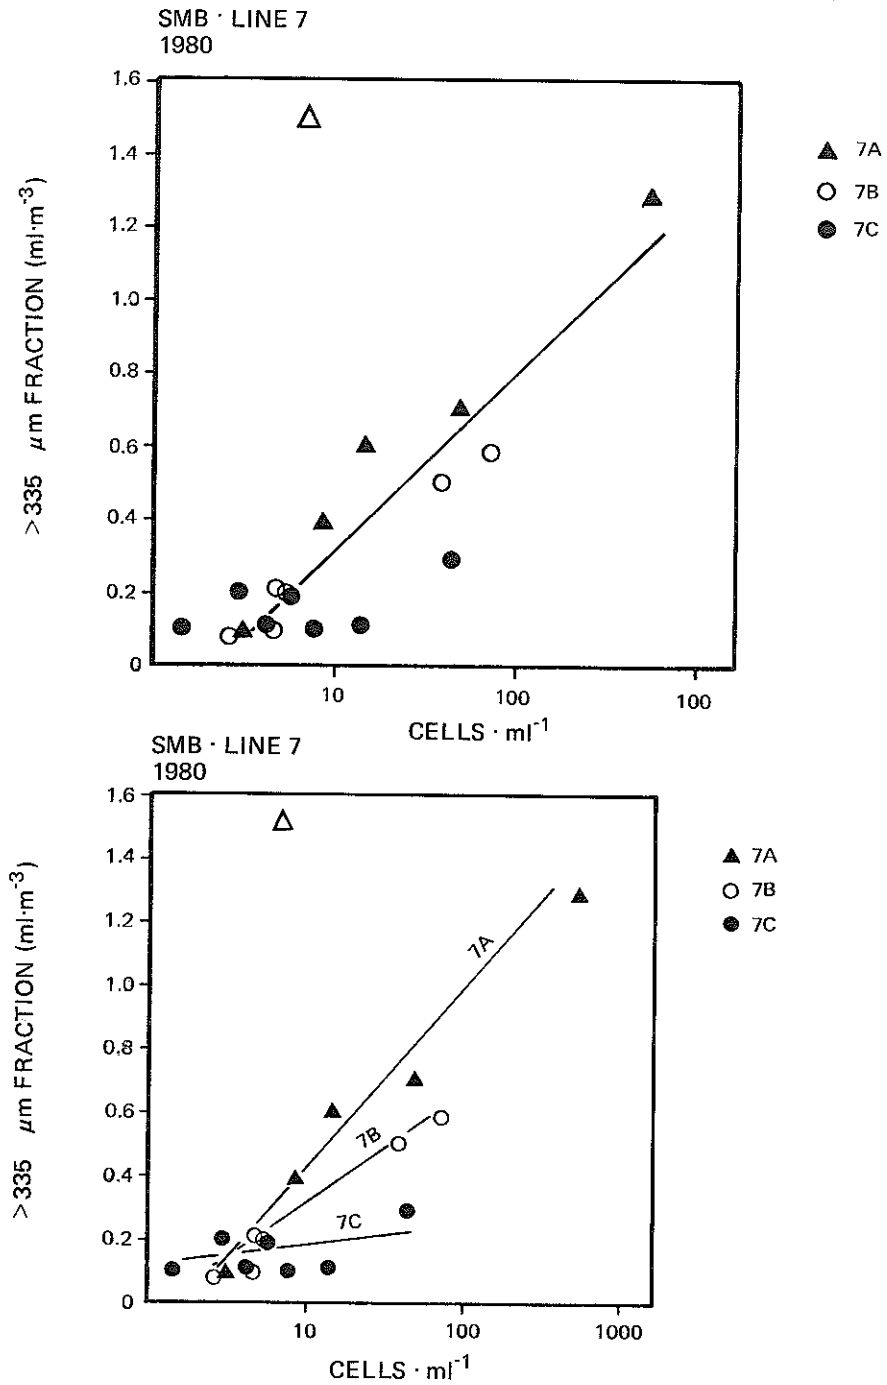 SMB · LINE 7
1980
1.6
1.4
1.2
1.0
0.8
0.6
0.4
0.2
0
>335 μm FRACTION (ml·m⁻³)
10
100
100
CELLS · ml⁻¹
7A
7B
7C
SMB · LINE 7
1980
1.6
1.4
1.2
1.0
0.8
0.6
0.4
0.2
0
>335 μm FRACTION (ml·m⁻³)
7A
7B
7C
10
100
1000
CELLS · ml⁻¹
7A
7B
7C